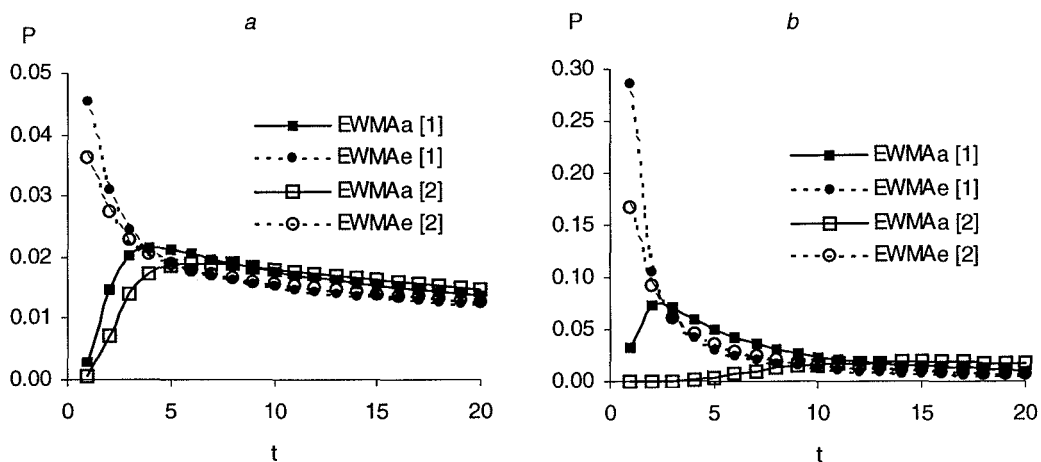 P
a
0.05
0.04
0.03
0.02
0.01
0.00
EWMAa [1]
EWMAe [1]
EWMAa [2]
EWMAe [2]
0 5 10 15 20
t
P
b
0.30
0.25
0.20
0.15
0.10
0.05
0.00
EWMAa [1]
EWMAe [1]
EWMAa [2]
EWMAe [2]
0 5 10 15 20
t